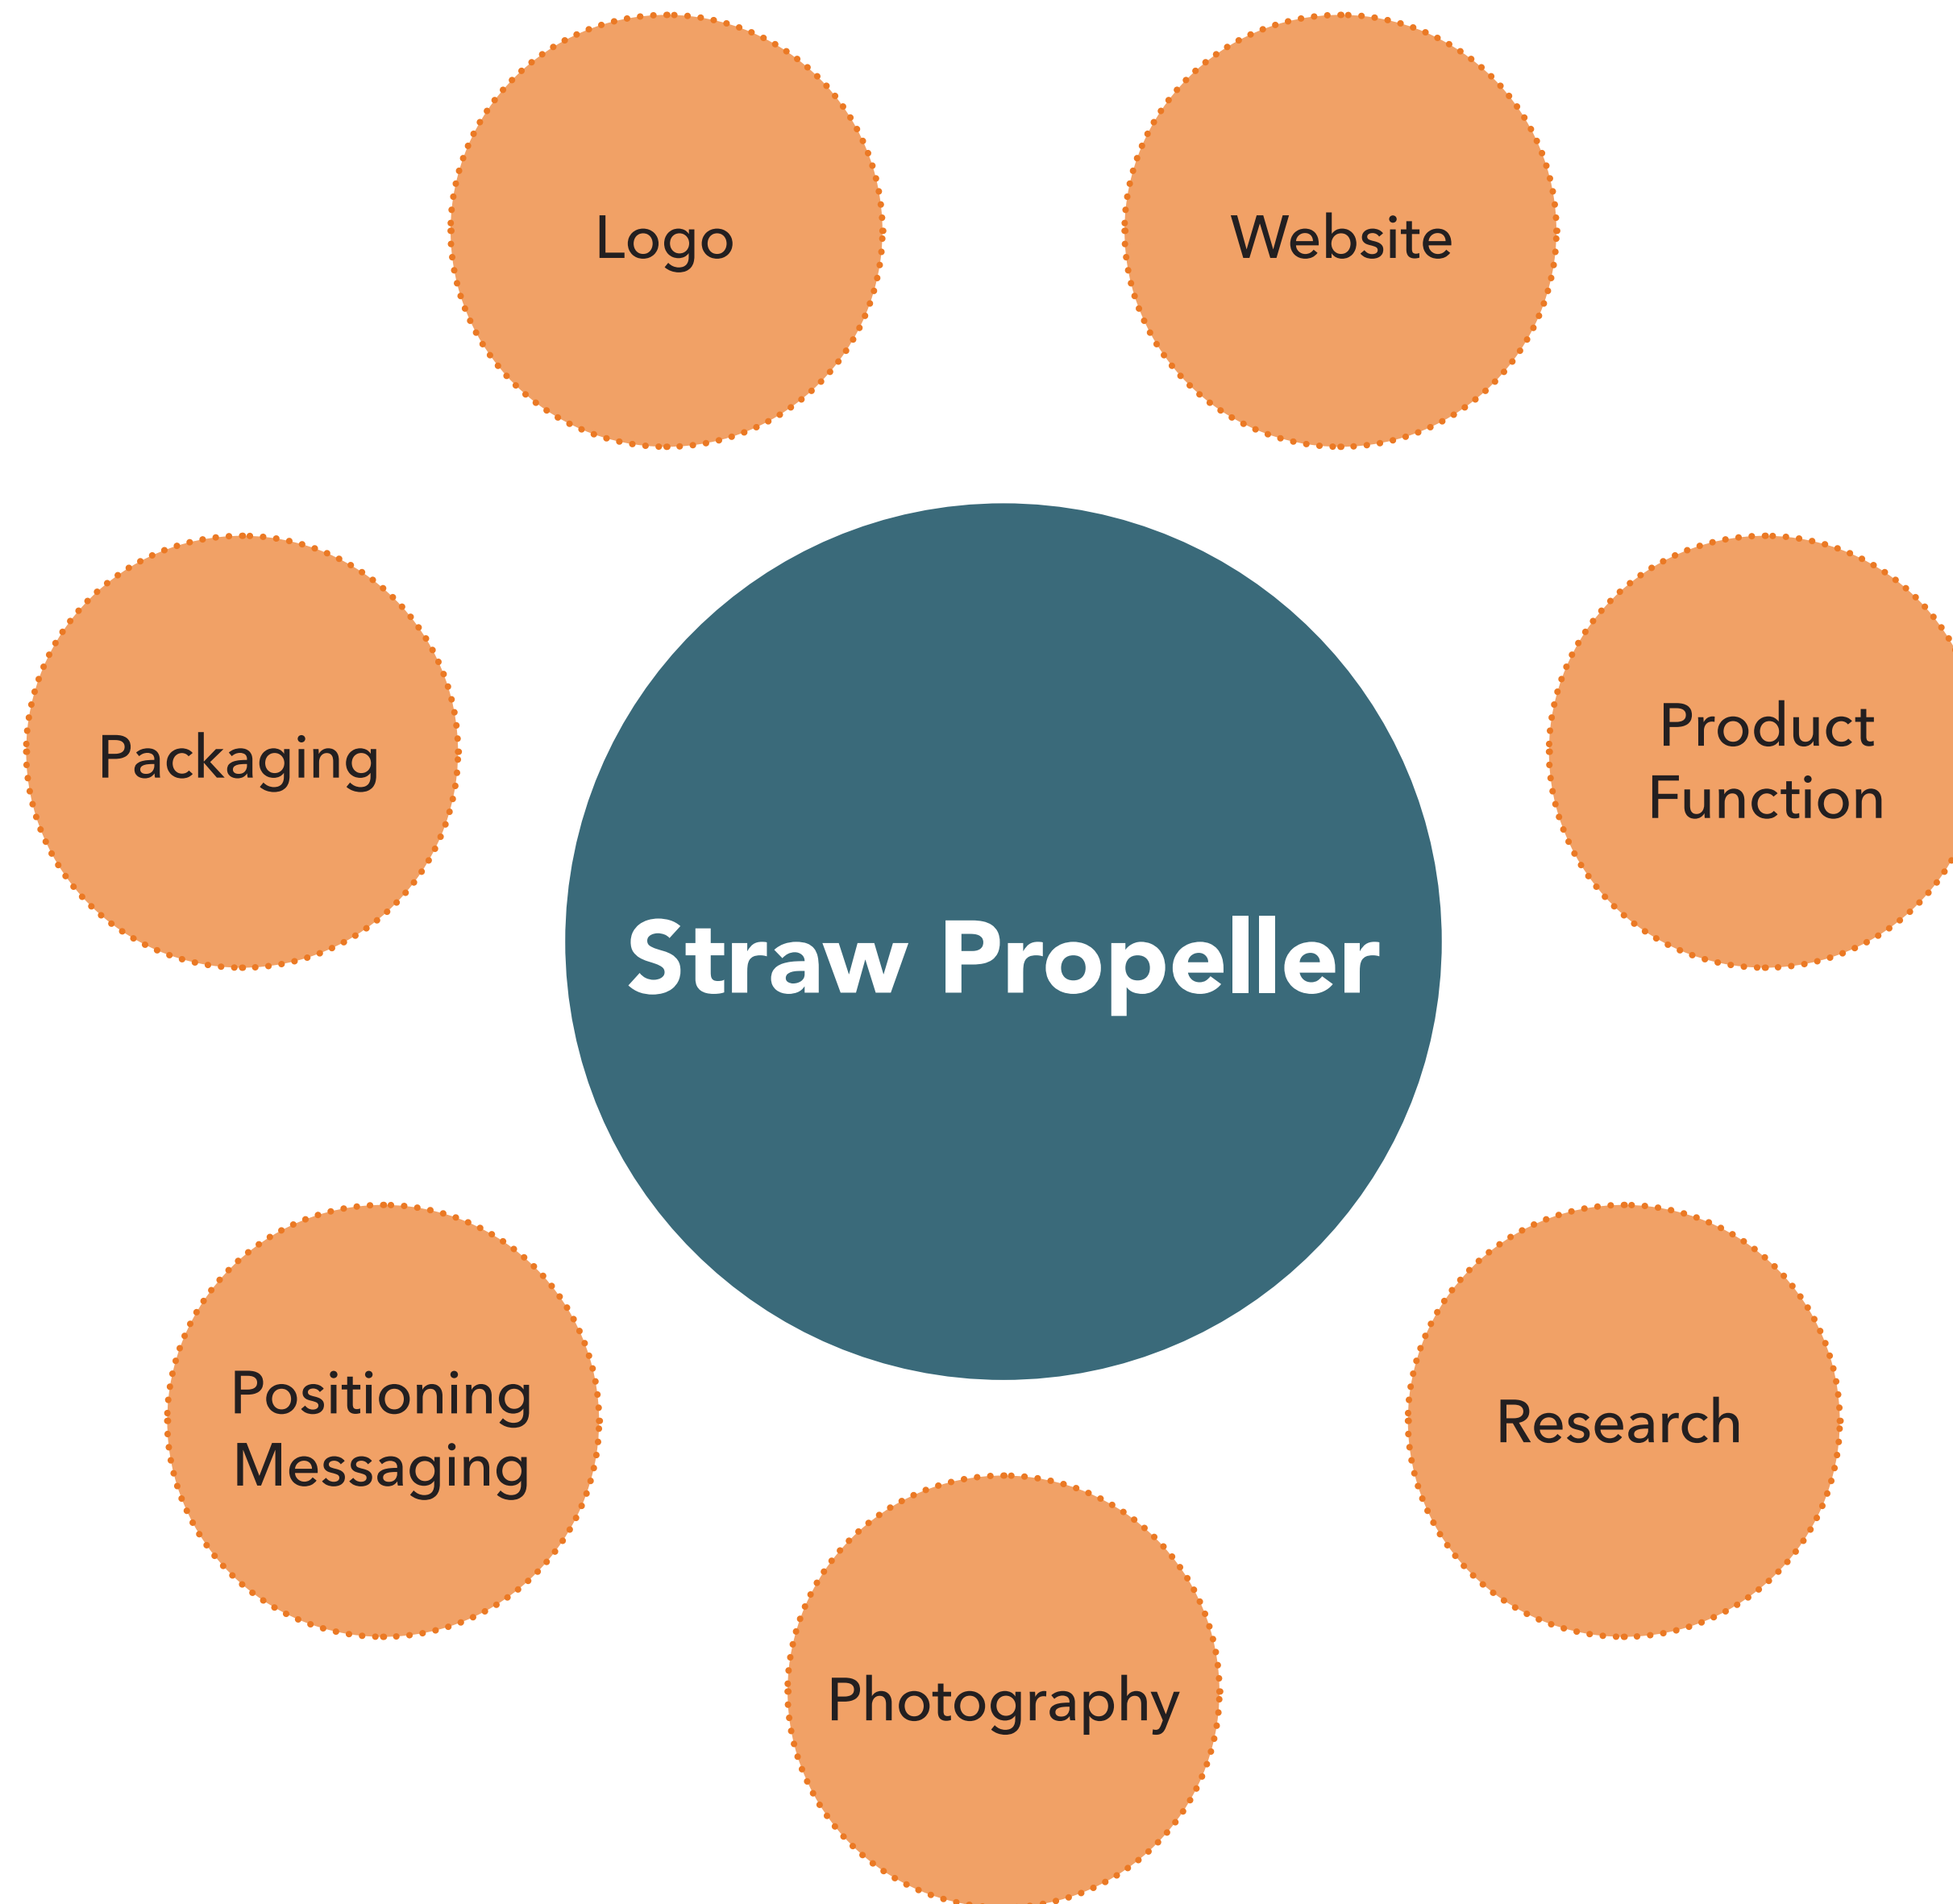 Logo
Website
Packaging
Product
Function
Straw Propeller
Positioning
Messaging
Research
Photography